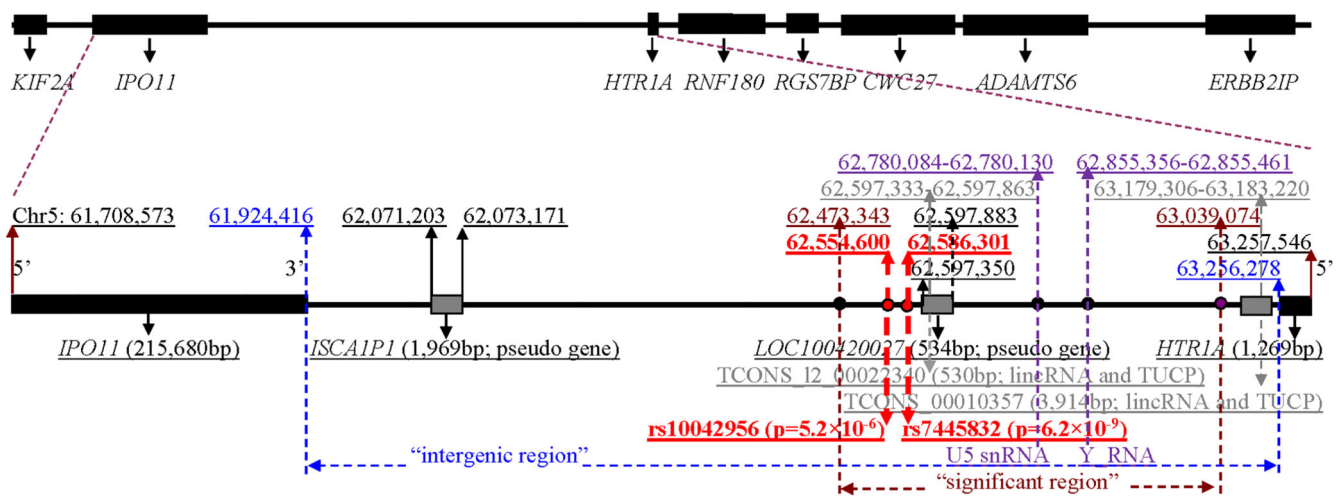 KIF2A IPO11 HTR1A RNF180 RGS7BP CWC27 ADAMTS6 ERBB2IP
62,780,084-62,780,130 62,855,356-62,855,461
62,597,333-62,597,863 63,179,306-63,183,220
Chr5: 61,708,573 61,924,416 62,071,203 62,073,171 62,473,343 62,597,883 63,039,074
62,554,600 62,586,301 63,257,546
5’ 3’ 62,597,350 63,256,278 5’
IPO11 (215,680bp) ISCA1P1 (1,969bp; pseudo gene) LOC100420027 (534bp; pseudo gene) HTR1A (1,269bp)
TCONS_l2_00022340 (530bp; lincRNA and TUCP)
TCONS_00010357 (3,914bp; lincRNA and TUCP)
rs10042956 (p=5.2×10-6) rs7445832 (p=6.2×10-9)
“intergenic region” U5 snRNA Y_RNA
“significant region”